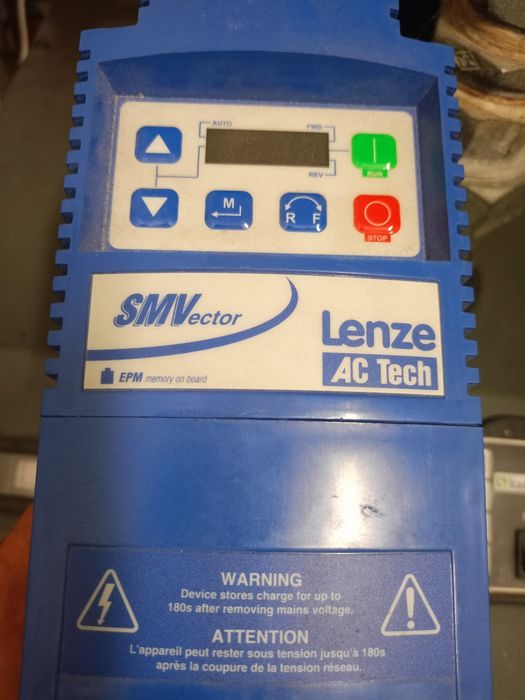 AUTO
FWD
REV
RUN
M
R F
STOP
SMVector
Lenze
AC Tech
EPM memory on board
WARNING
Device stores charge for up to
180s after removing mains voltage.
ATTENTION
L'appareil peut rester sous tension jusqu'à 180s
après la coupure de la tension réseau.